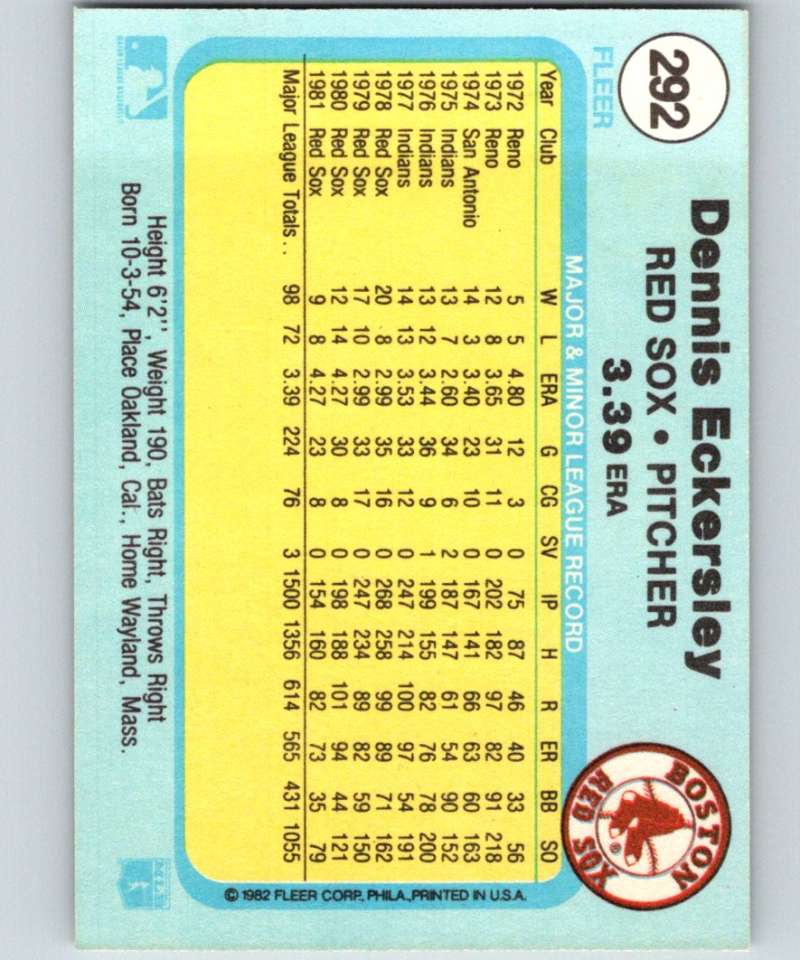 292
FLEER
Dennis Eckersley
RED SOX • PITCHER
3.39 ERA
BOSTON
RED SOX
®
MAJOR & MINOR LEAGUE RECORD
Year Club W L ERA G CG SV IP H R ER BB SO
1972 Reno 5 5 4.80 12 3 0 75 87 46 40 33 56
1973 Reno 12 8 3.65 31 11 0 202 182 97 82 91 218
1974 San Antonio 14 3 3.40 23 10 0 167 141 66 63 60 163
1975 Indians 13 7 2.60 34 6 2 187 147 61 54 90 152
1976 Indians 13 12 3.44 36 9 1 199 155 82 76 78 200
1977 Indians 14 13 3.53 33 12 0 247 214 100 97 54 191
1978 Red Sox 20 8 2.99 35 16 0 268 258 99 89 71 162
1979 Red Sox 17 10 2.99 33 17 0 247 234 89 82 59 150
1980 Red Sox 12 14 4.27 30 8 0 198 188 101 94 44 121
1981 Red Sox 9 8 4.27 23 8 0 154 160 82 73 35 79
Major League Totals . . 98 72 3.39 224 76 3 1500 1356 614 565 431 1055
© 1982 FLEER CORP., PHILA., PRINTED IN U.S.A.
Height 6'2'', Weight 190, Bats Right, Throws Right
Born 10-3-54, Place Oakland, Cal., Home Wayland, Mass.